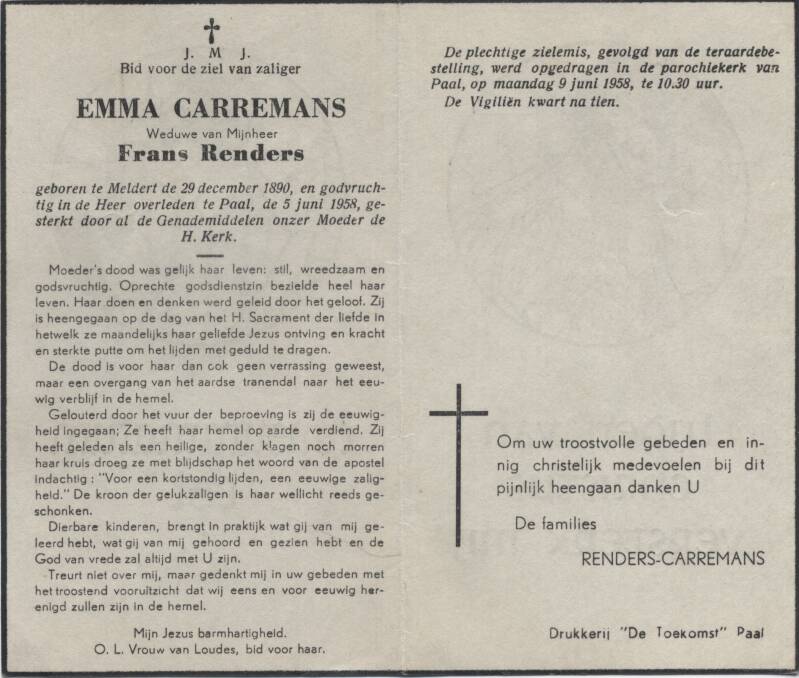 J. M J.
Bid voor de ziel van zaliger
EMMA CARREMANS
Weduwe van Mijnheer
Frans Renders
geboren te Meldert de 29 december 1890, en godvruch-
tig in de Heer overleden te Paal, de 5 juni 1958, ge-
sterkt door al de Genademiddelen onzer Moeder de
H. Kerk.
Moeder's dood was gelijk haar leven: stil, wreedzaam en
godsvruchtig. Oprechte godsdienstzin bezielde heel haar
leven. Haar doen en denken werd geleid door het geloof. Zij
is heengegaan op de dag van het H. Sacrament der liefde in
hetwelk ze maandelijks haar geliefde Jezus ontving en kracht
en sterkte putte om het lijden met geduld te dragen.
De dood is voor haar dan ook geen verrassing geweest,
maar een overgang van het aardse tranendal naar het eeu-
wig verblijf in de hemel.
Gelouterd door het vuur der beproeving is zij de eeuwig-
heid ingegaan; Ze heeft haar hemel op aarde verdiend. Zij
heeft geleden als een heilige, zonder klagen noch morren
haar kruis droeg ze met blijdschap het woord van de apostel
indachtig : "Voor een kortstondig lijden, een eeuwige zalig-
heid." De kroon der gelukzaligen is haar wellicht reeds ge-
schonken.
Dierbare kinderen, brengt in praktijk wat gij van mij ge-
leerd hebt, wat gij van mij gehoord en gezien hebt en de
God van vrede zal altijd met U zijn.
Treurt niet over mij, maar gedenkt mij in uw gebeden met
het troostend vooruitzicht dat wij eens en voor eeuwig her-
enigd zullen zijn in de hemel.
Mijn Jezus barmhartigheid.
O. L. Vrouw van Loudes, bid voor haar.
De plechtige zielemis, gevolgd van de teraardebe-
stelling, werd opgedragen in de parochiekerk van
Paal, op maandag 9 juni 1958, te 10.30 uur.
De Vigiliën kwart na tien.
Om uw troostvolle gebeden en in-
nig christelijk medevoelen bij dit
pijnlijk heengaan danken U
De families
RENDERS-CARREMANS
Drukkerij "De Toekomst" Paal